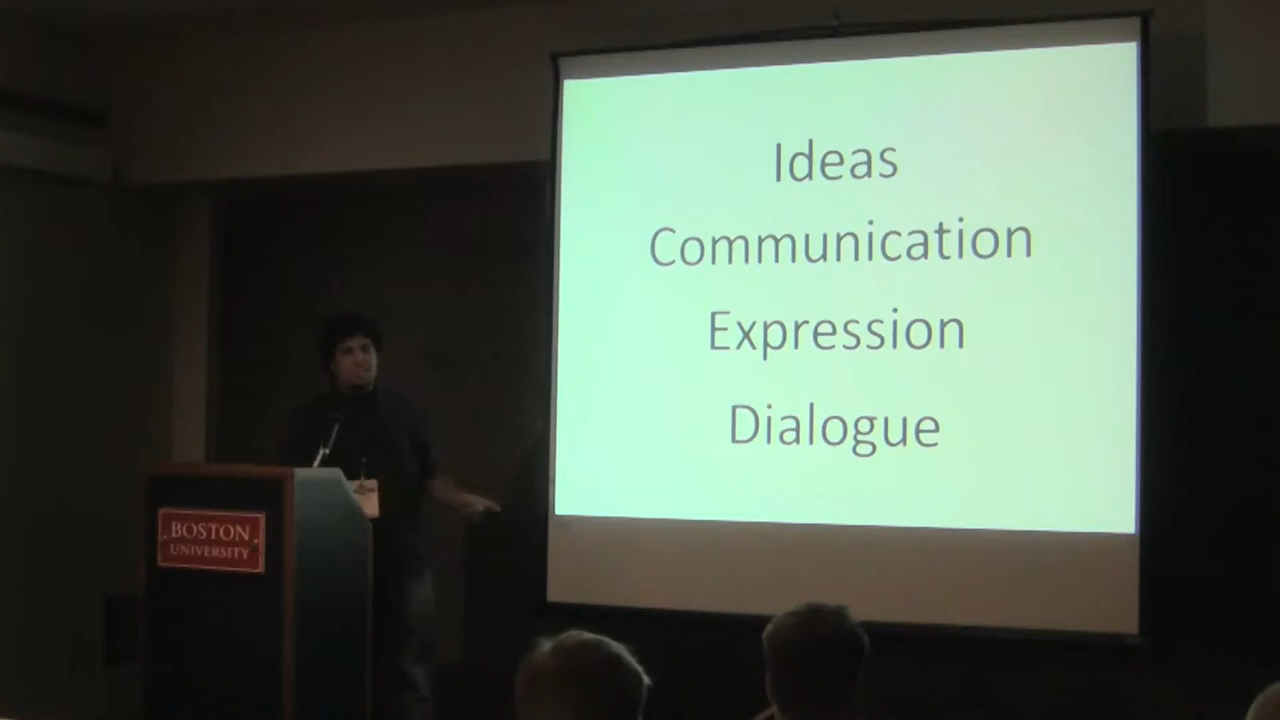 Ideas
Communication
Expression
Dialogue
BOSTON
UNIVERSITY